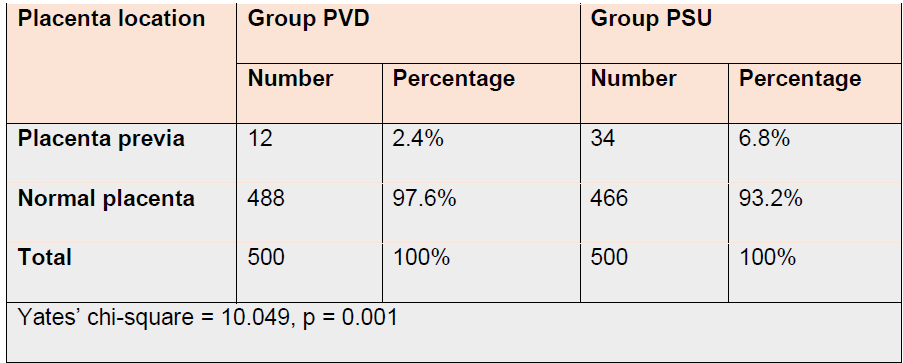 Placenta location Group PVD Group PSU
Number Percentage Number Percentage
Placenta previa 12 2.4% 34 6.8%
Normal placenta 488 97.6% 466 93.2%
Total 500 100% 500 100%
Yates’ chi-square = 10.049, p = 0.001